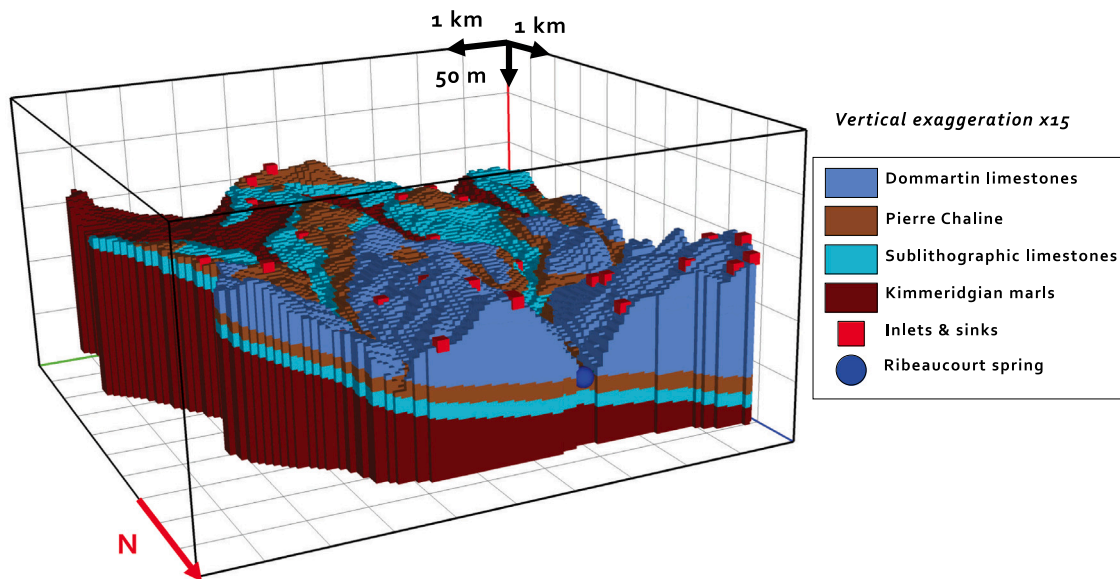 1 km
1 km
50 m
Vertical exaggeration x15
Dommartin limestones
Pierre Chaline
Sublithographic limestones
Kimmeridgian marls
Inlets & sinks
Ribeaucourt spring
N